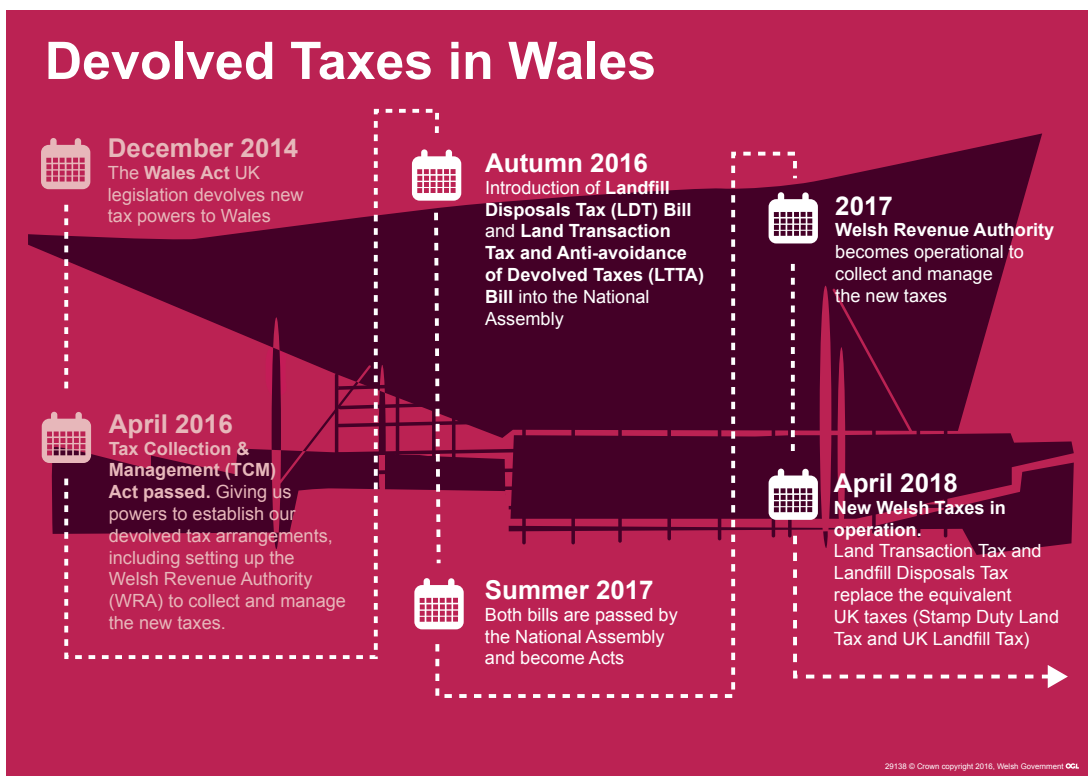 Devolved Taxes in Wales
December 2014
The Wales Act UK
legislation devolves new
tax powers to Wales
April 2016
Tax Collection &
Management (TCM)
Act passed. Giving us
powers to establish our
devolved tax arrangements,
including setting up the
Welsh Revenue Authority
(WRA) to collect and manage
the new taxes.
Autumn 2016
Introduction of Landfill
Disposals Tax (LDT) Bill
and Land Transaction
Tax and Anti-avoidance
of Devolved Taxes (LTTA)
Bill into the National
Assembly
Summer 2017
Both bills are passed by
the National Assembly
and become Acts
2017
Welsh Revenue Authority
becomes operational to
collect and manage
the new taxes
April 2018
New Welsh Taxes in
operation.
Land Transaction Tax and
Landfill Disposals Tax
replace the equivalent
UK taxes (Stamp Duty Land
Tax and UK Landfill Tax)
29138 © Crown copyright 2016, Welsh Government OGL